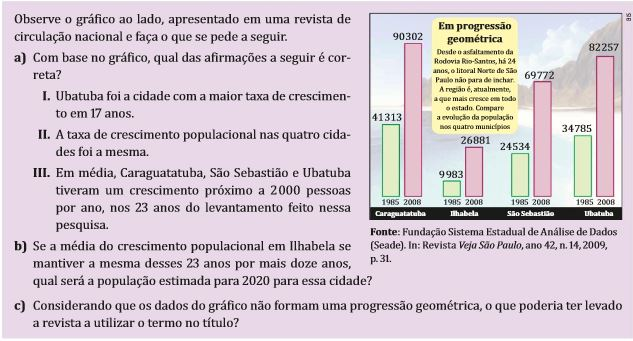 Observe o gráfico ao lado, apresentado em uma revista de
circulação nacional e faça o que se pede a seguir.
a) Com base no gráfico, qual das afirmações a seguir é cor-
reta?
I. Ubatuba foi a cidade com a maior taxa de crescimen-
to em 17 anos.
II. A taxa de crescimento populacional nas quatro cida-
des foi a mesma.
III. Em média, Caraguatatuba, São Sebastião e Ubatuba
tiveram um crescimento próximo a 2000 pessoas
por ano, nos 23 anos do levantamento feito nessa
pesquisa.
b) Se a média do crescimento populacional em Ilhabela se
mantiver a mesma desses 23 anos por mais doze anos,
qual será a população estimada para 2020 para essa cidade?
c) Considerando que os dados do gráfico não formam uma progressão geométrica, o que poderia ter levado
a revista a utilizar o termo no título?
Em progressão
geométrica
Desde o asfaltamento da
Rodovia Rio-Santos, há 24
anos, o litoral Norte de São
Paulo não para de inchar.
A região é, atualmente,
a que mais cresce em todo
o estado. Compare
a evolução da população
nos quatro municípios
41313 90302
9983 26881
24534 69772
34785 82257
1985 2008 1985 2008 1985 2008 1985 2008
Caraguatatuba Ilhabela São Sebastião Ubatuba
Fonte: Fundação Sistema Estadual de Análise de Dados
(Seade). In: Revista Veja São Paulo, ano 42, n. 14, 2009,
p. 31.